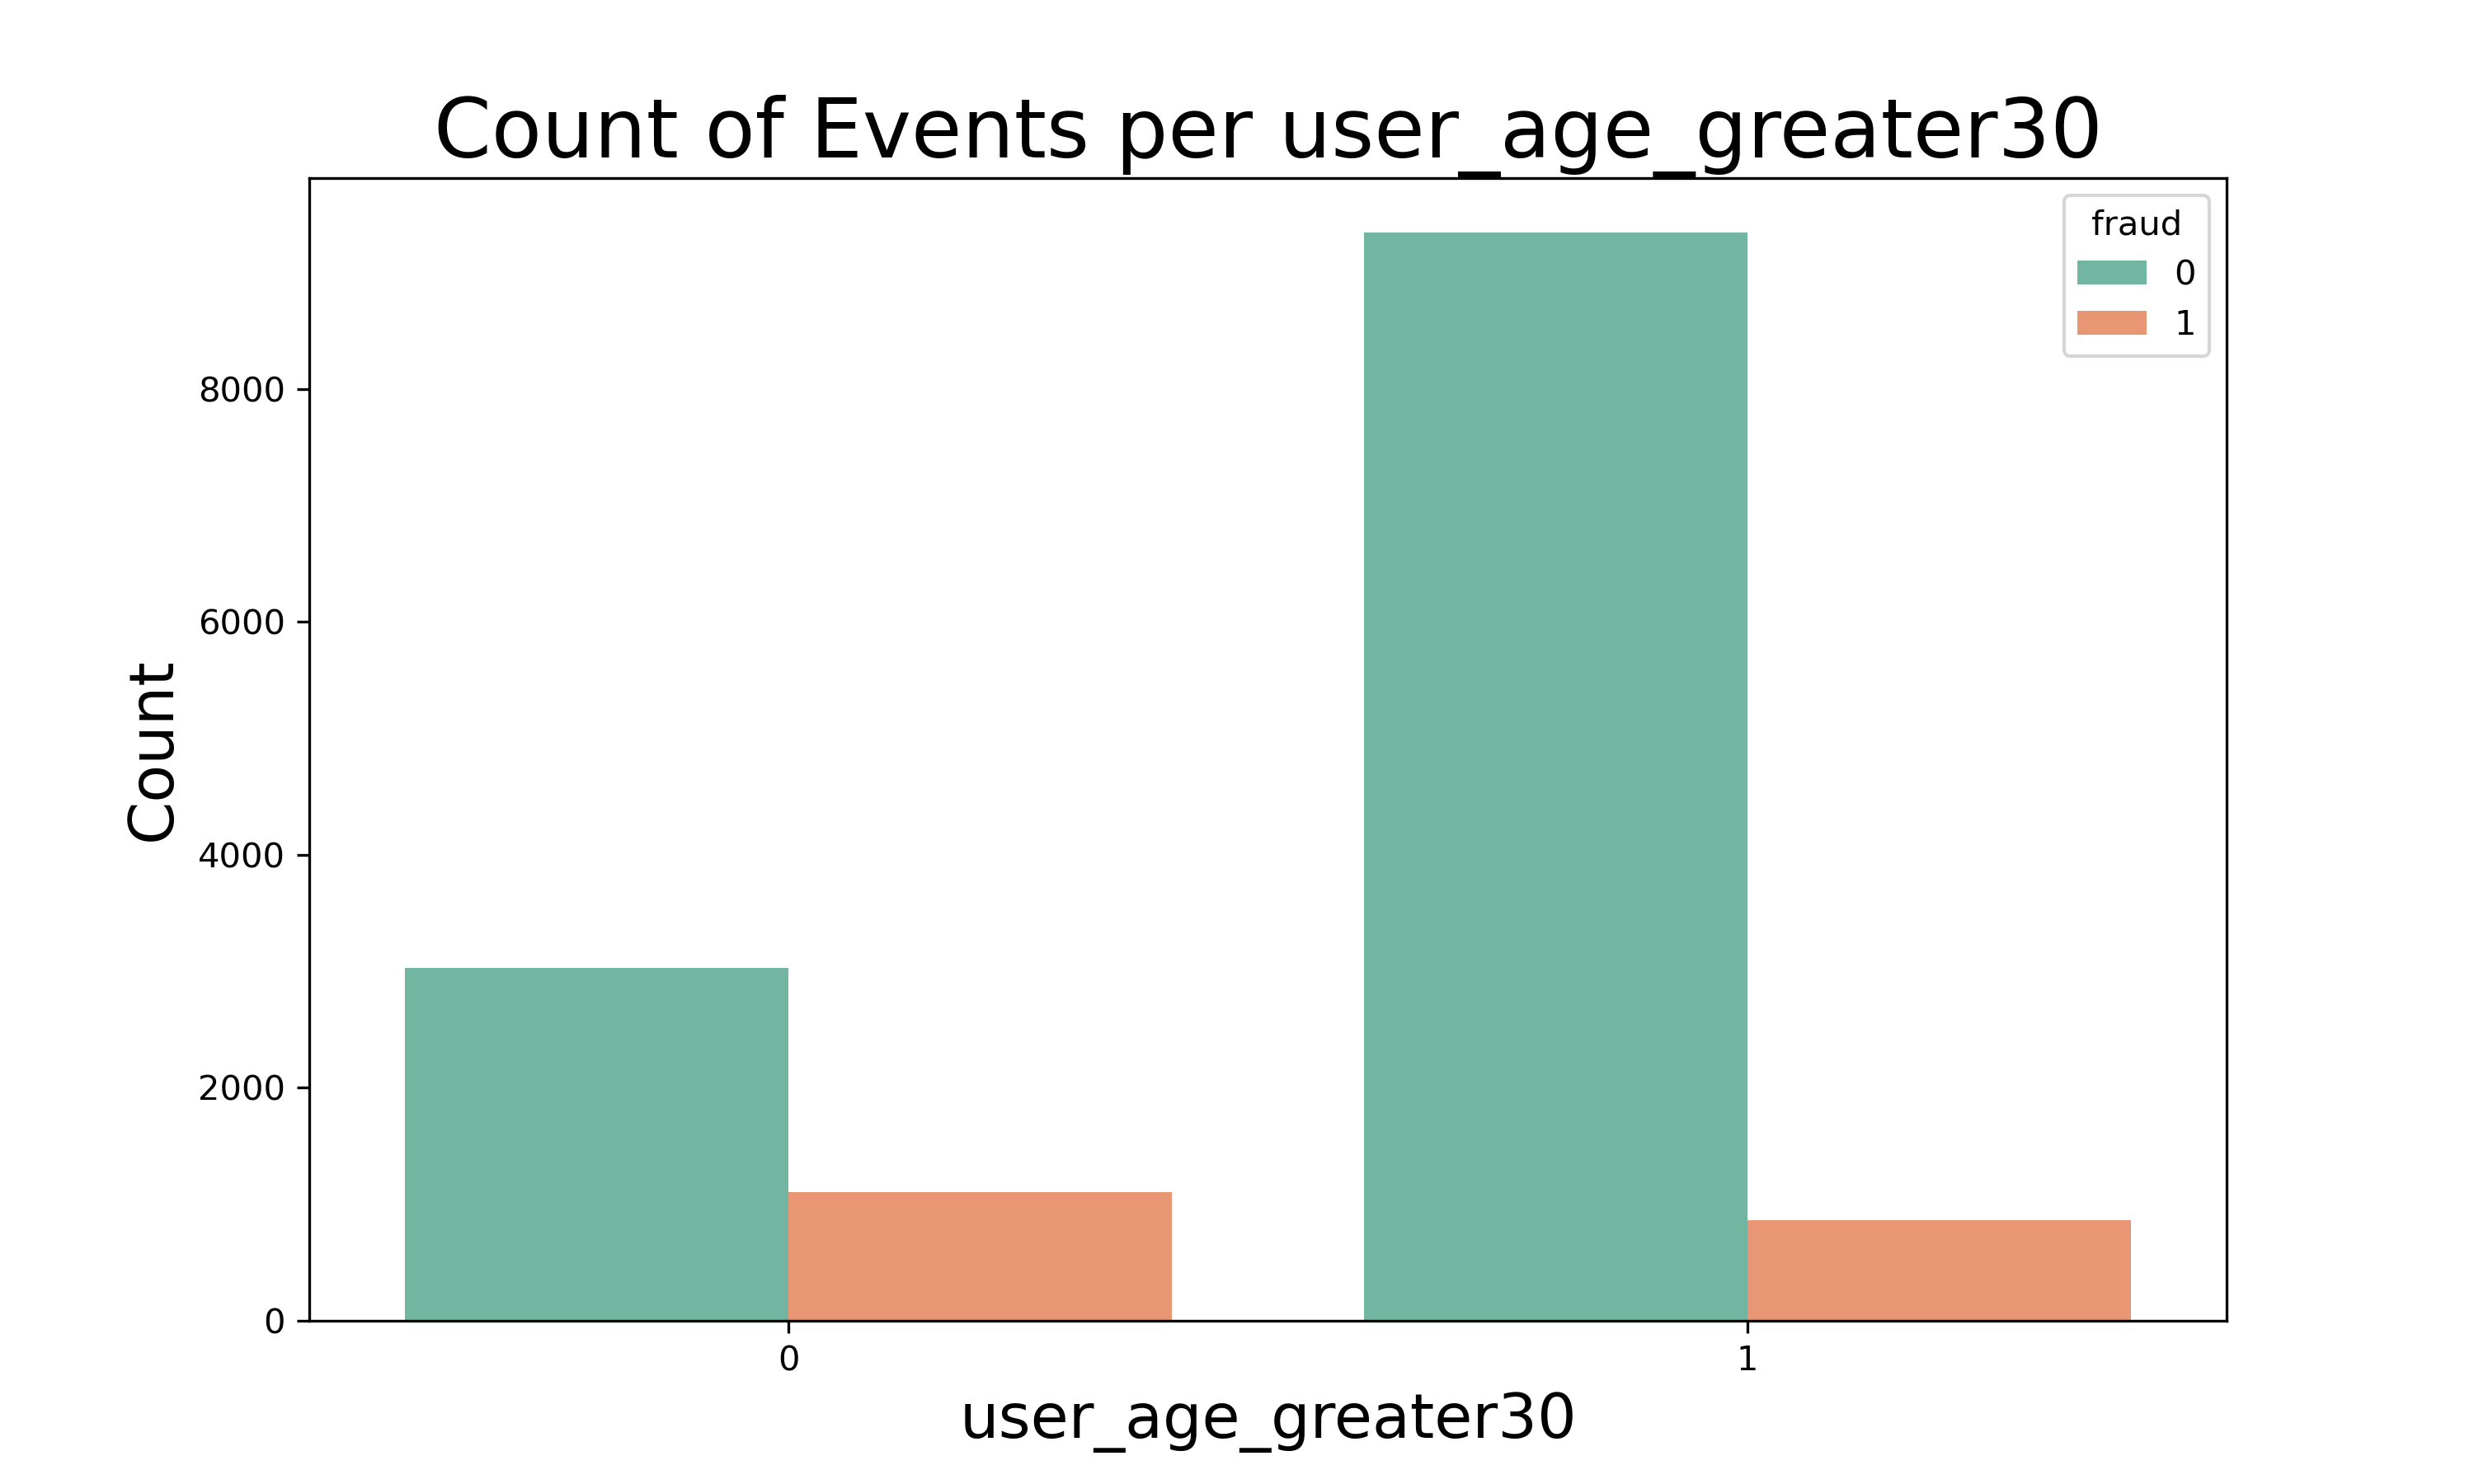 Count of Events per user_age_greater30
fraud
0
1
8000
6000
4000
2000
0
Count
0
1
user_age_greater30